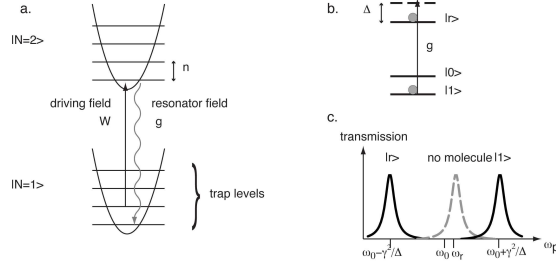 a.
|N=2>
n
driving field
W
resonator field
g
|N=1>
trap levels
b.
Δ
|r>
g
|0>
|1>
c.
transmission
|r>
no molecule
|1>
ω₀−γ²/Δ
ω₀
ωᵣ
ω₀+γ²/Δ
ωₚ